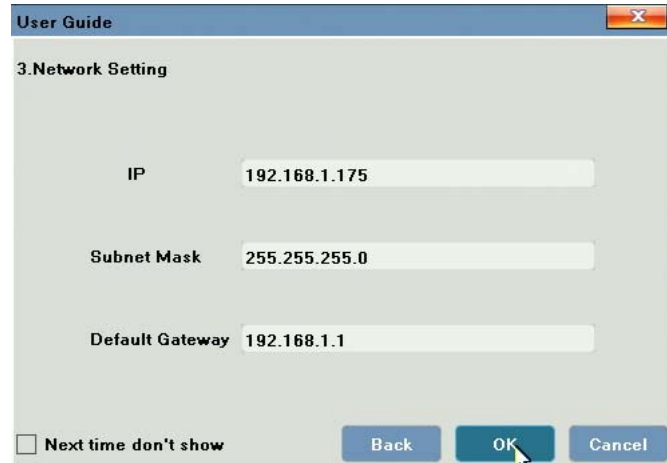 User Guide
3.Network Setting
IP 192.168.1.175
Subnet Mask 255.255.255.0
Default Gateway 192.168.1.1
Next time don't show Back OK Cancel